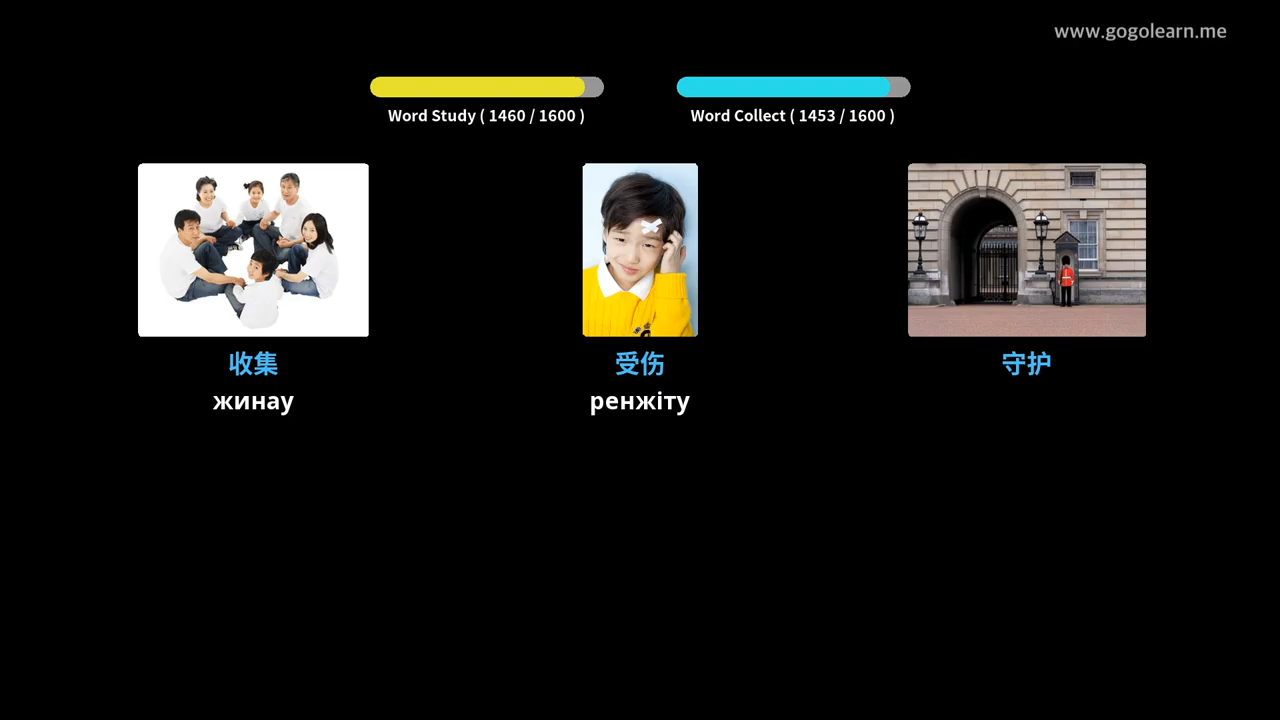 www.gogolearn.me
Word Study ( 1460 / 1600 )
Word Collect ( 1453 / 1600 )
收集
受伤
守护
жинау
ренжіту